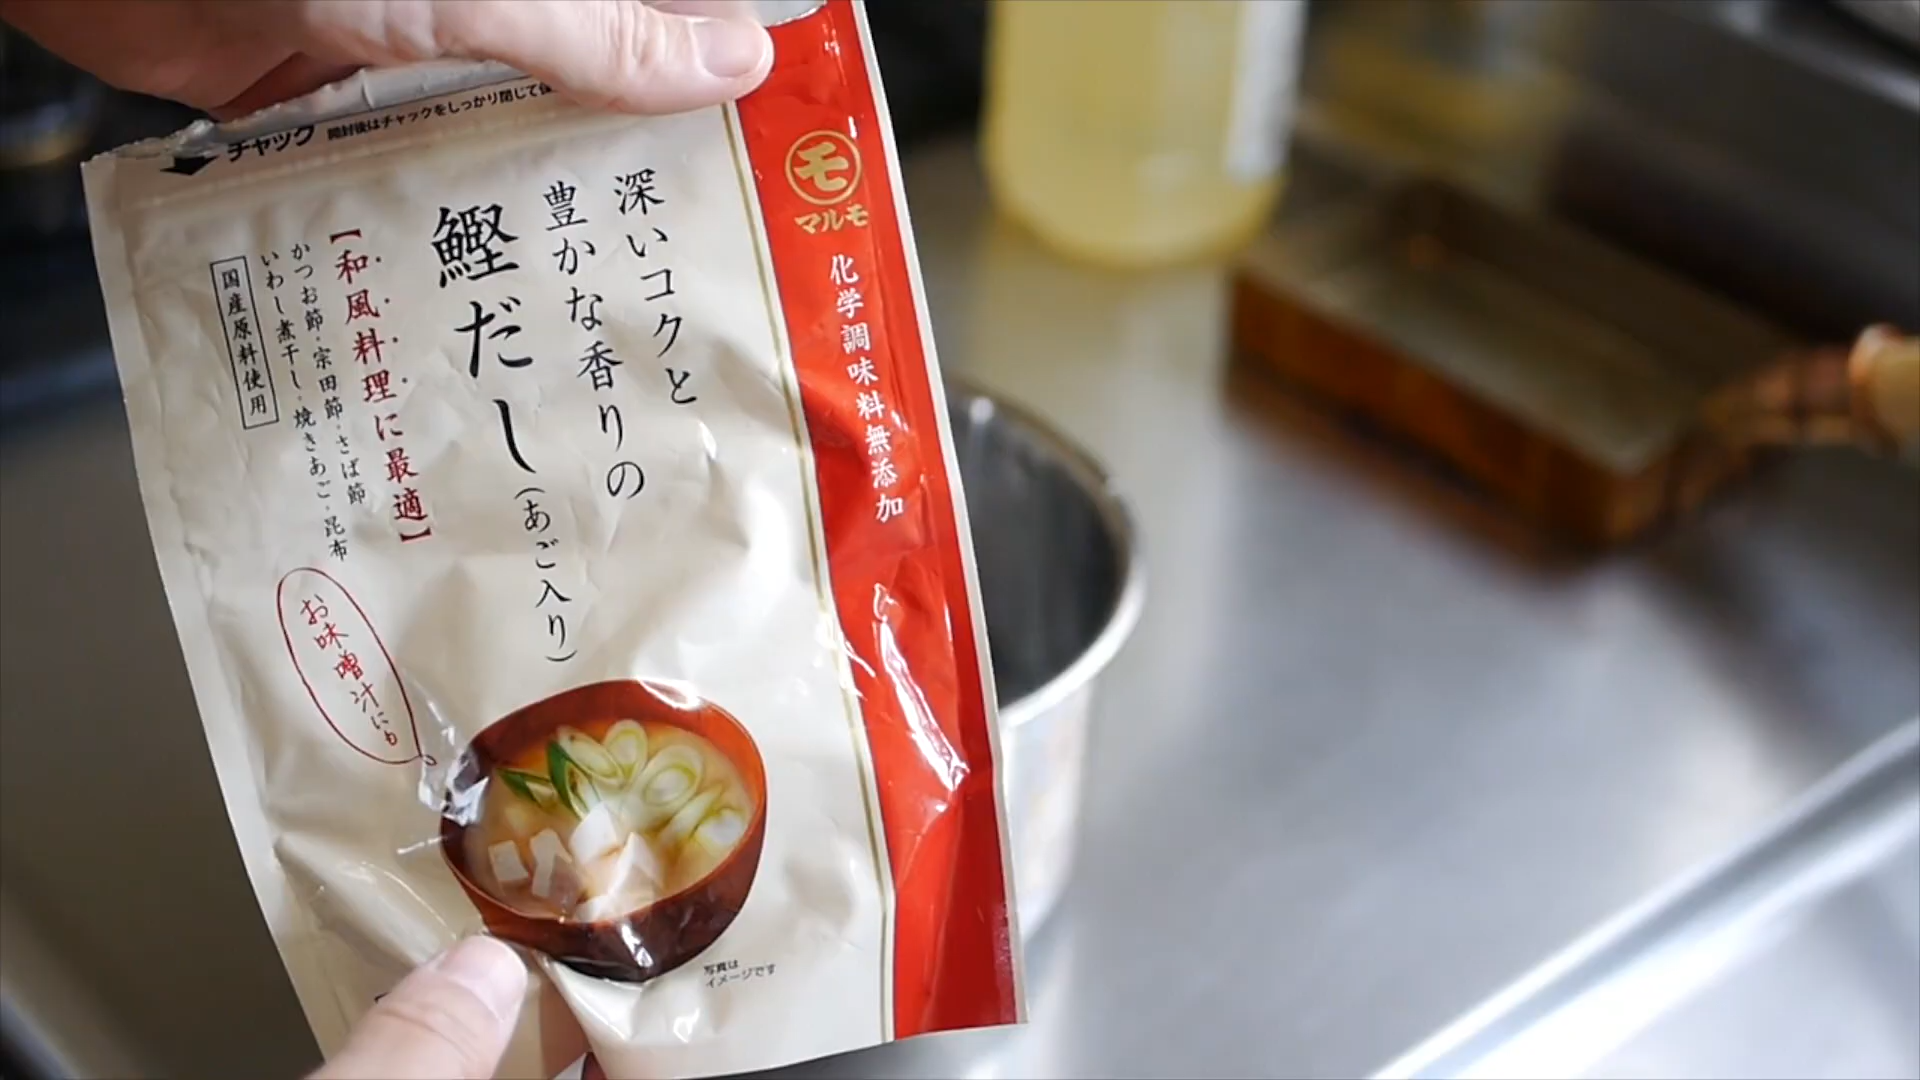 チャック 開封後はチャックをしっかり閉じて
モ
マルモ
化学調味料無添加
深いコクと
豊かな香りの
鰹だし(あご入り)
【和風料理に最適】
かつお節・宗田節・さば節
いわし煮干し・焼きあご・昆布
国産原料使用
お味噌汁にも
写真は
イメージです